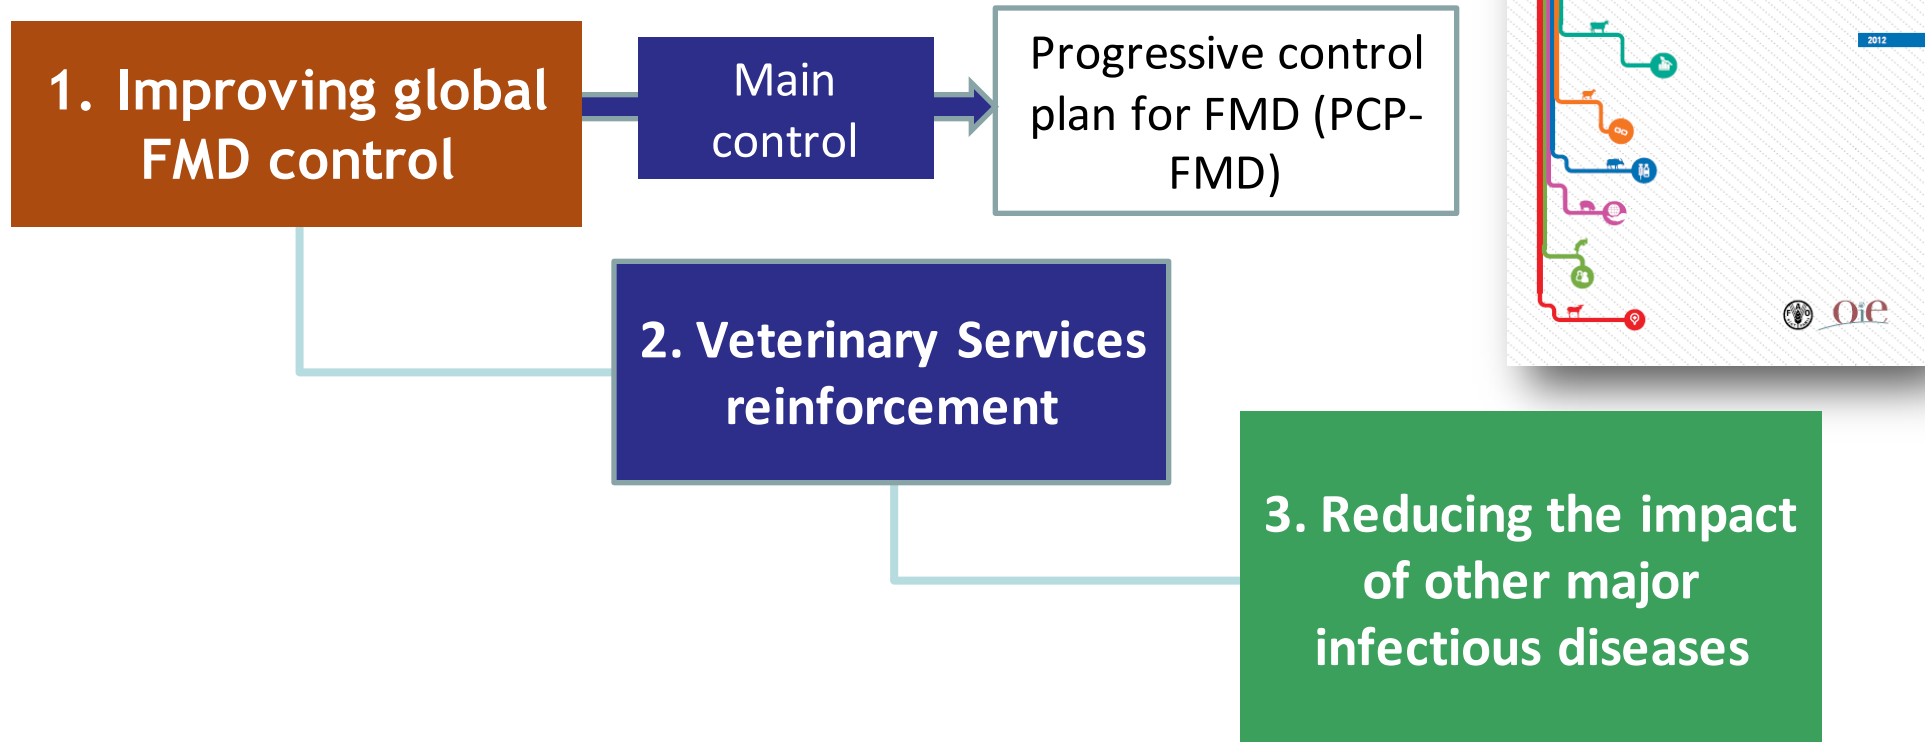 1. Improving global
FMD control
Main
control
Progressive control
plan for FMD (PCP-
FMD)
2012
2. Veterinary Services
reinforcement
FAO
Oie
3. Reducing the impact
of other major
infectious diseases